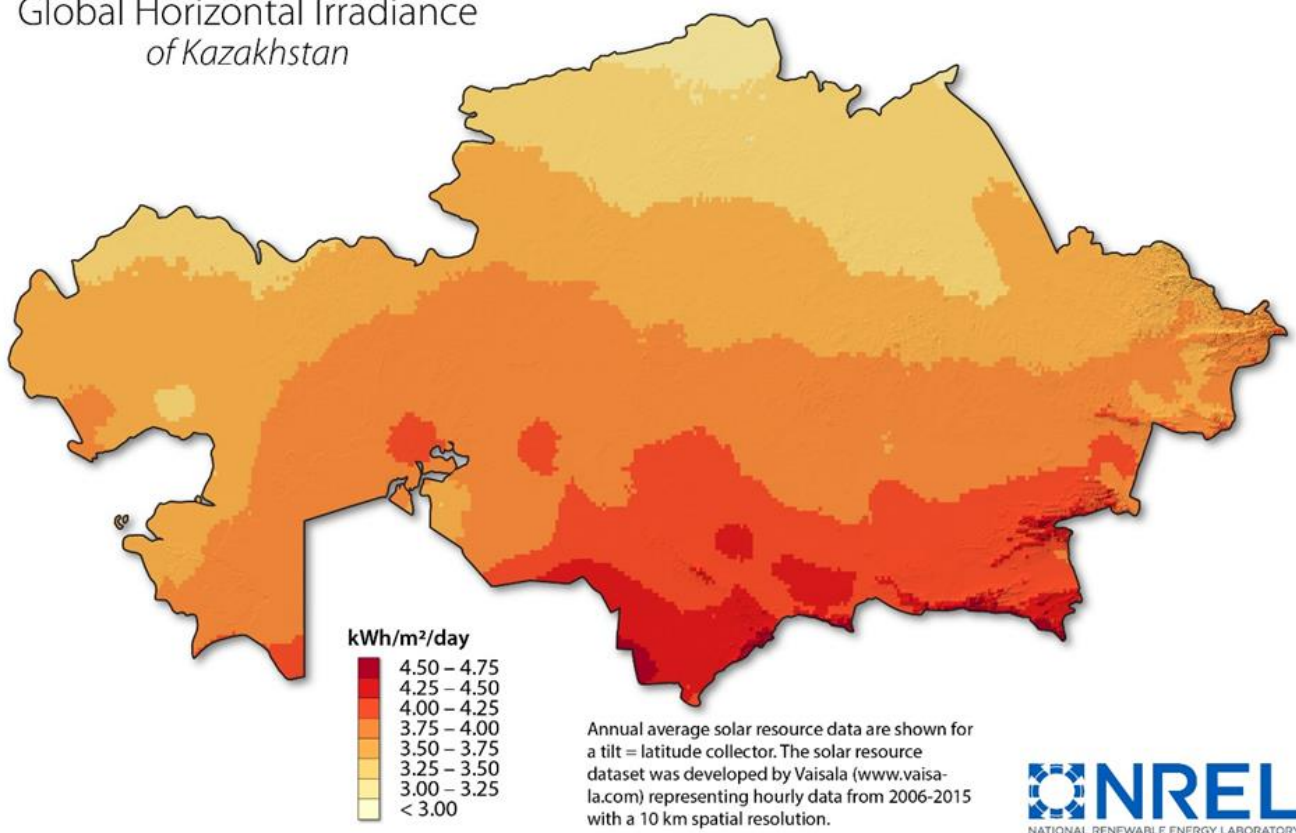 Global Horizontal Irradiance
of Kazakhstan
kWh/m²/day
4.50 – 4.75
4.25 – 4.50
4.00 – 4.25
3.75 – 4.00
3.50 – 3.75
3.25 – 3.50
3.00 – 3.25
< 3.00
Annual average solar resource data are shown for
a tilt = latitude collector. The solar resource
dataset was developed by Vaisala (www.vaisa-
la.com) representing hourly data from 2006-2015
with a 10 km spatial resolution.
NREL
NATIONAL RENEWABLE ENERGY LABORATORY